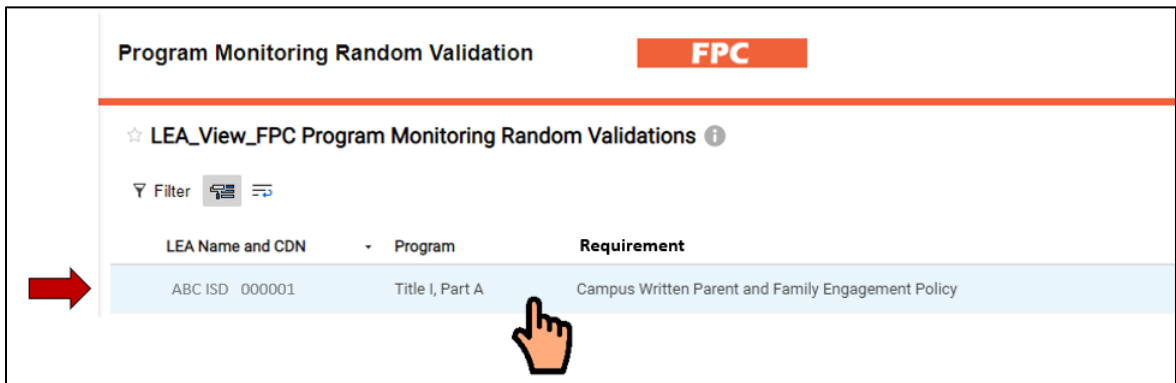 Program Monitoring Random Validation FPC
LEA_View_FPC Program Monitoring Random Validations
Filter
LEA Name and CDN Program Requirement
ABC ISD 000001 Title I, Part A Campus Written Parent and Family Engagement Policy